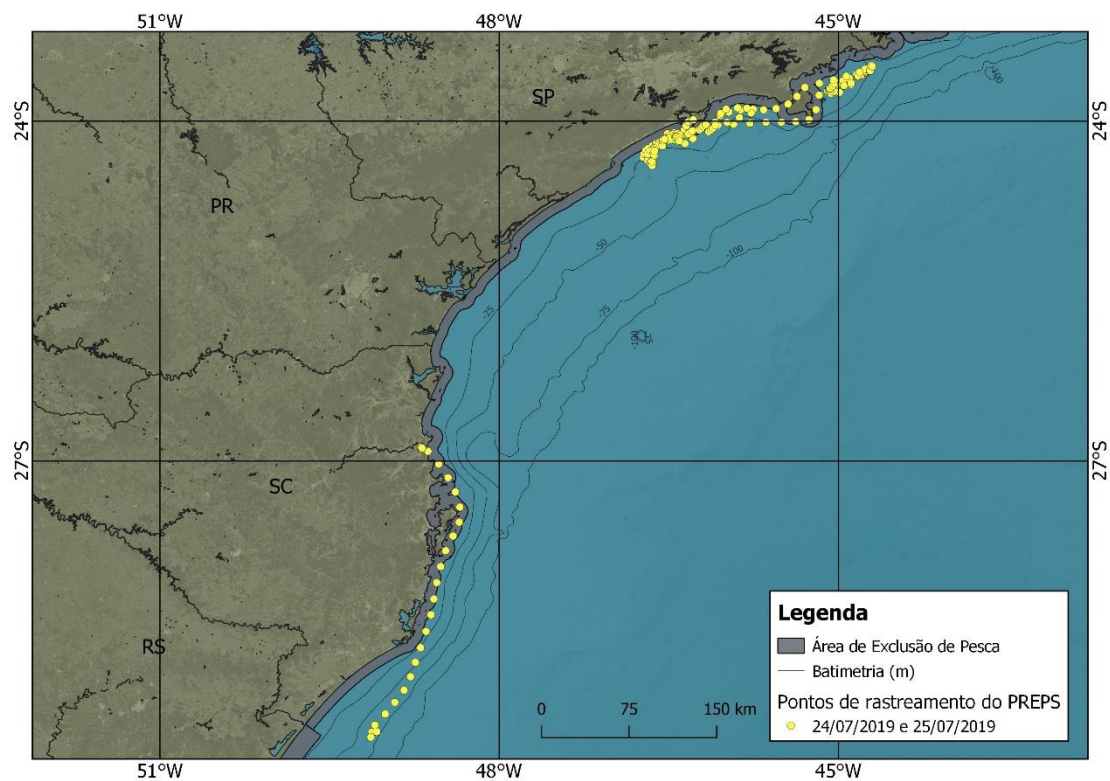 51°W 48°W 45°W
24°S 24°S
27°S 27°S
SP
PR
SC
RS
-100
-50
-100
-25
-75
-100
Legenda
Área de Exclusão de Pesca
Batimetria (m)
Pontos de rastreamento do PREPS
24/07/2019 e 25/07/2019
0 75 150 km
51°W 48°W 45°W